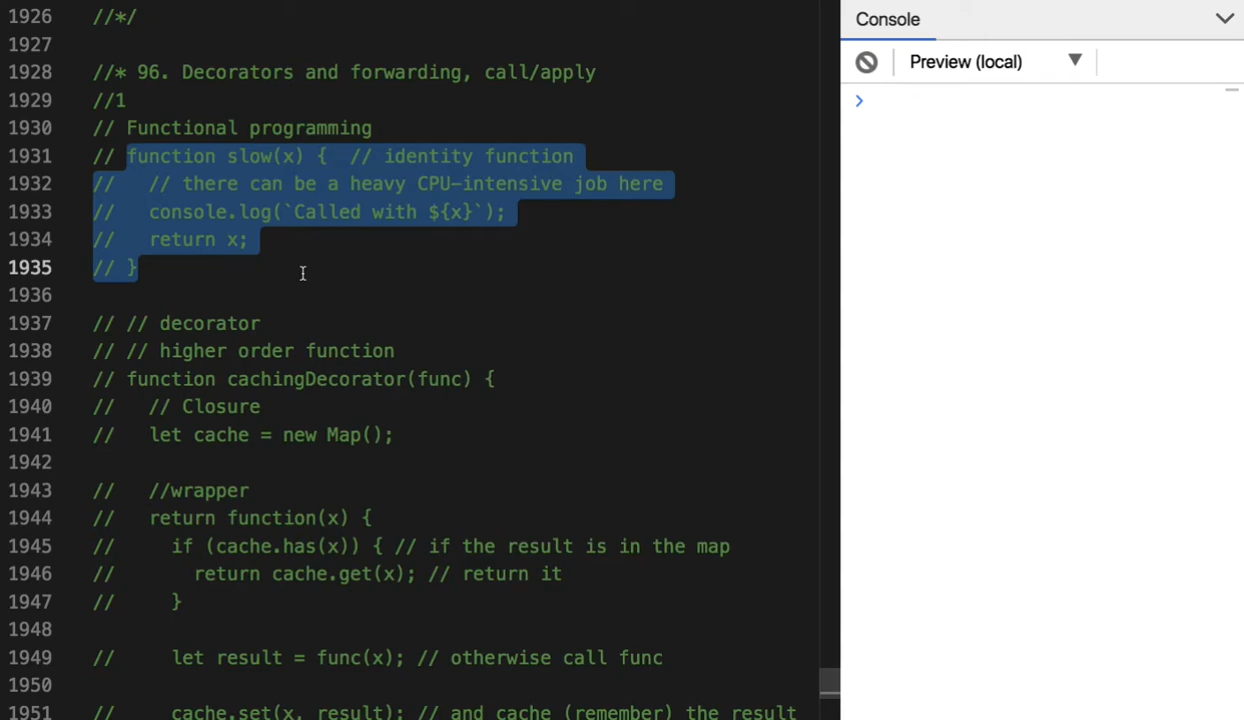 1926 //*/
1927
1928 //* 96. Decorators and forwarding, call/apply
1929 //1
1930 // Functional programming
1931 // function slow(x) {  // identity function
1932 //   // there can be a heavy CPU-intensive job here
1933 //   console.log(`Called with ${x}`);
1934 //   return x;
1935 // }
1936
1937 // // decorator
1938 // // higher order function
1939 // function cachingDecorator(func) {
1940 //   // Closure
1941 //   let cache = new Map();
1942
1943 //   //wrapper
1944 //   return function(x) {
1945 //     if (cache.has(x)) { // if the result is in the map
1946 //       return cache.get(x); // return it
1947 //     }
1948
1949 //     let result = func(x); // otherwise call func
1950
1951 //     cache.set(x, result); // and cache (remember) the result
Console
Preview (local)